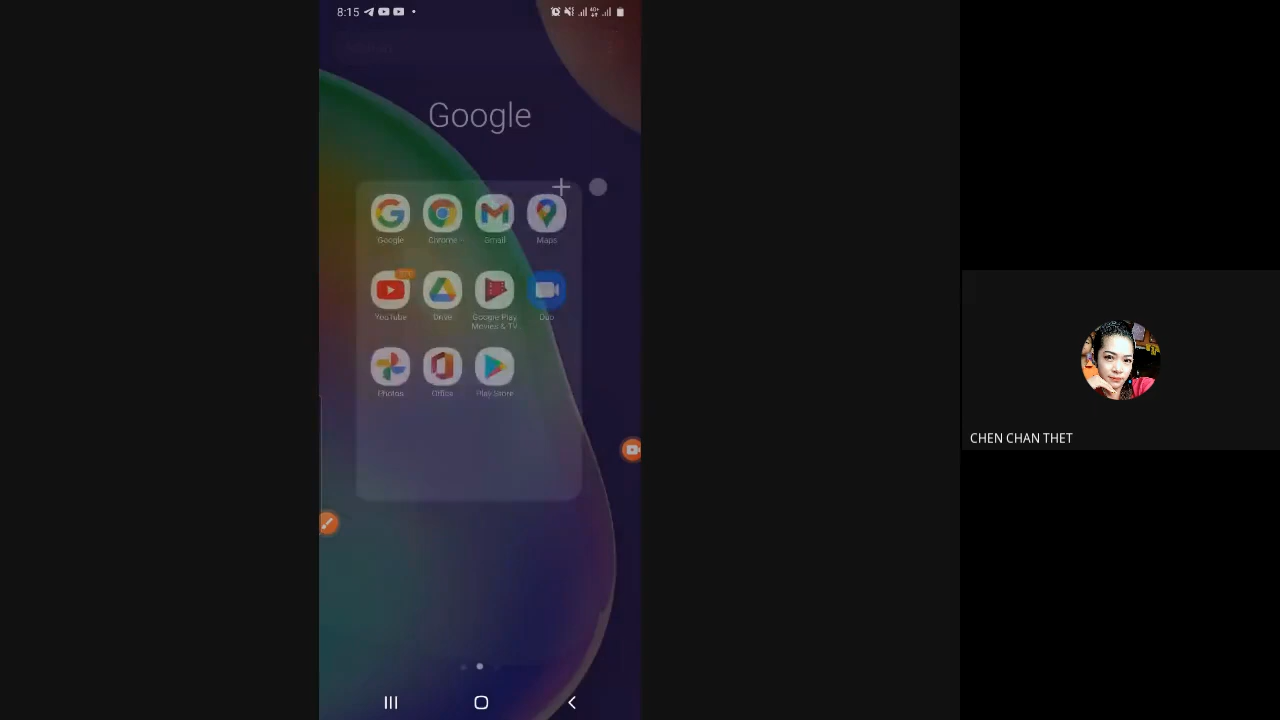 8:15
Google
Google
Chrome
Gmail
Maps
YouTube
Drive
Google Play
Movies & TV
Duo
Photos
Office
Play Store
CHEN CHAN THET